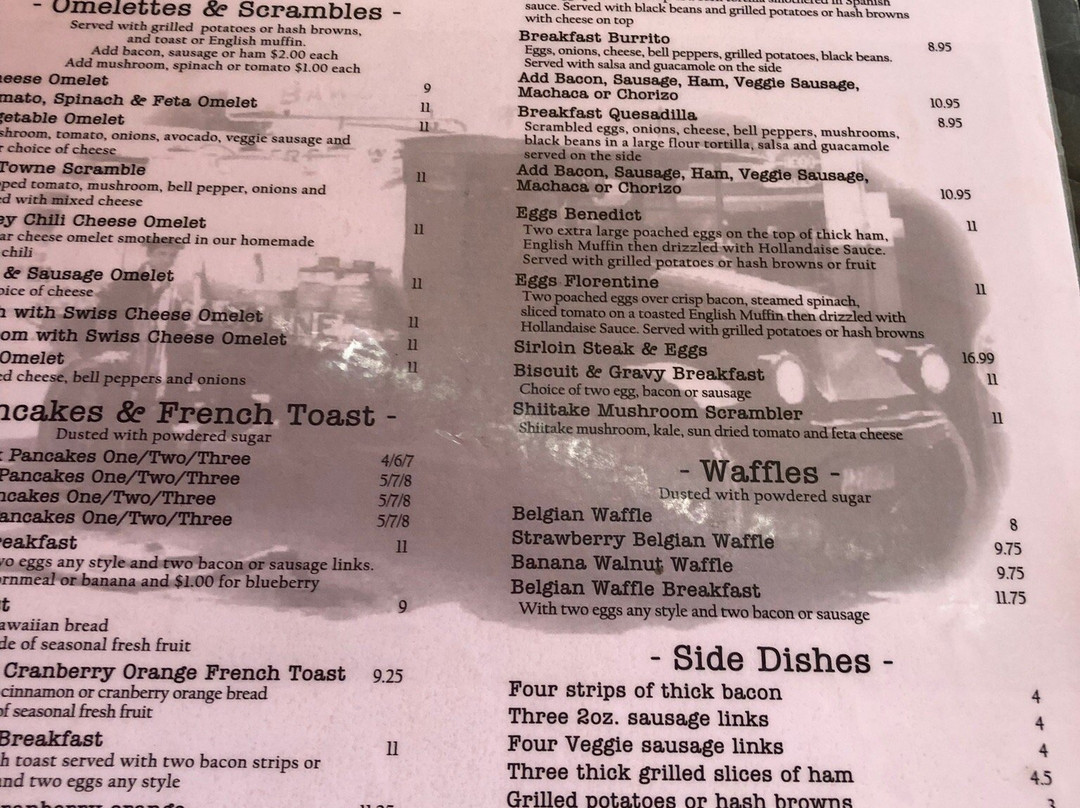 - Omelettes & Scrambles -
Served with grilled potatoes or hash browns,
and toast or English muffin.
Add bacon, sausage or ham $2.00 each
Add mushroom, spinach or tomato $1.00 each
Omelet 9
Spinach & Feta Omelet 11
Omelet 11
tomato, onions, avocado, veggie sausage and
choice of cheese
Towne Scramble 11
tomato, mushroom, bell pepper, onions and
with mixed cheese
Chili Cheese Omelet 11
cheese omelet smothered in our homemade
chili
& Sausage Omelet 11
of cheese
with Swiss Cheese Omelet 11
with Swiss Cheese Omelet 11
Omelet 11
cheese, bell peppers and onions
& French Toast -
Dusted with powdered sugar
Pancakes One/Two/Three 4/6/7
Pancakes One/Two/Three 5/7/8
One/Two/Three 5/7/8
One/Two/Three 5/7/8
11
eggs any style and two bacon or sausage links.
or banana and $1.00 for blueberry
9
bread
of seasonal fresh fruit
Cranberry Orange French Toast 9.25
cinnamon or cranberry orange bread
of seasonal fresh fruit
Breakfast 11
toast served with two bacon strips or
and two eggs any style
sauce. Served with black beans and grilled potatoes or hash browns
with cheese on top
Breakfast Burrito 8.95
Eggs, onions, cheese, bell peppers, grilled potatoes, black beans.
Served with salsa and guacamole on the side
Add Bacon, Sausage, Ham, Veggie Sausage,
Machaca or Chorizo 10.95
Breakfast Quesadilla 8.95
Scrambled eggs, onions, cheese, bell peppers, mushrooms,
black beans in a large flour tortilla, salsa and guacamole
served on the side
Add Bacon, Sausage, Ham, Veggie Sausage,
Machaca or Chorizo 10.95
Eggs Benedict 11
Two extra large poached eggs on the top of thick ham,
English Muffin then drizzled with Hollandaise Sauce.
Served with grilled potatoes or hash browns or fruit
Eggs Florentine 11
Two poached eggs over crisp bacon, steamed spinach,
sliced tomato on a toasted English Muffin then drizzled with
Hollandaise Sauce. Served with grilled potatoes or hash browns
Sirloin Steak & Eggs 16.99
Biscuit & Gravy Breakfast 11
Choice of two egg, bacon or sausage
Shiitake Mushroom Scrambler 11
Shiitake mushroom, kale, sun dried tomato and feta cheese
- Waffles -
Dusted with powdered sugar
Belgian Waffle 8
Strawberry Belgian Waffle 9.75
Banana Walnut Waffle 9.75
Belgian Waffle Breakfast 11.75
With two eggs any style and two bacon or sausage
- Side Dishes -
Four strips of thick bacon 4
Three 2oz. sausage links 4
Four Veggie sausage links 4
Three thick grilled slices of ham 4.5
Grilled potatoes or hash browns 3